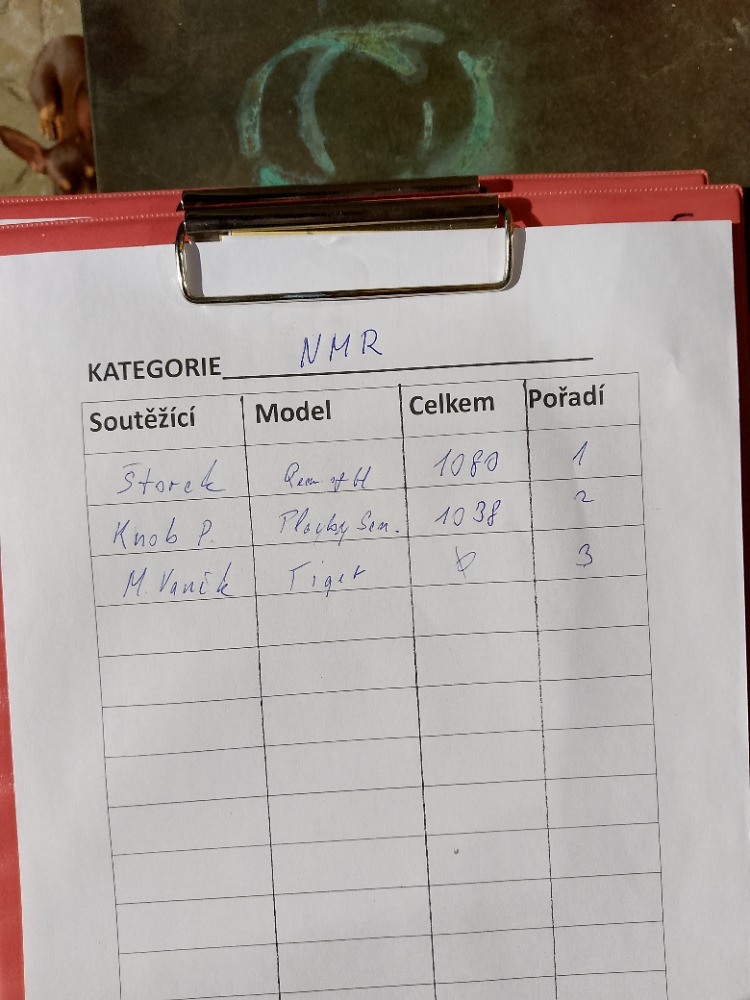 KATEGORIE NMR
Soutěžící Model Celkem Pořadí
Štorek 1080 1
Knob P. 1038 2
M. Vaněk Tiger 3